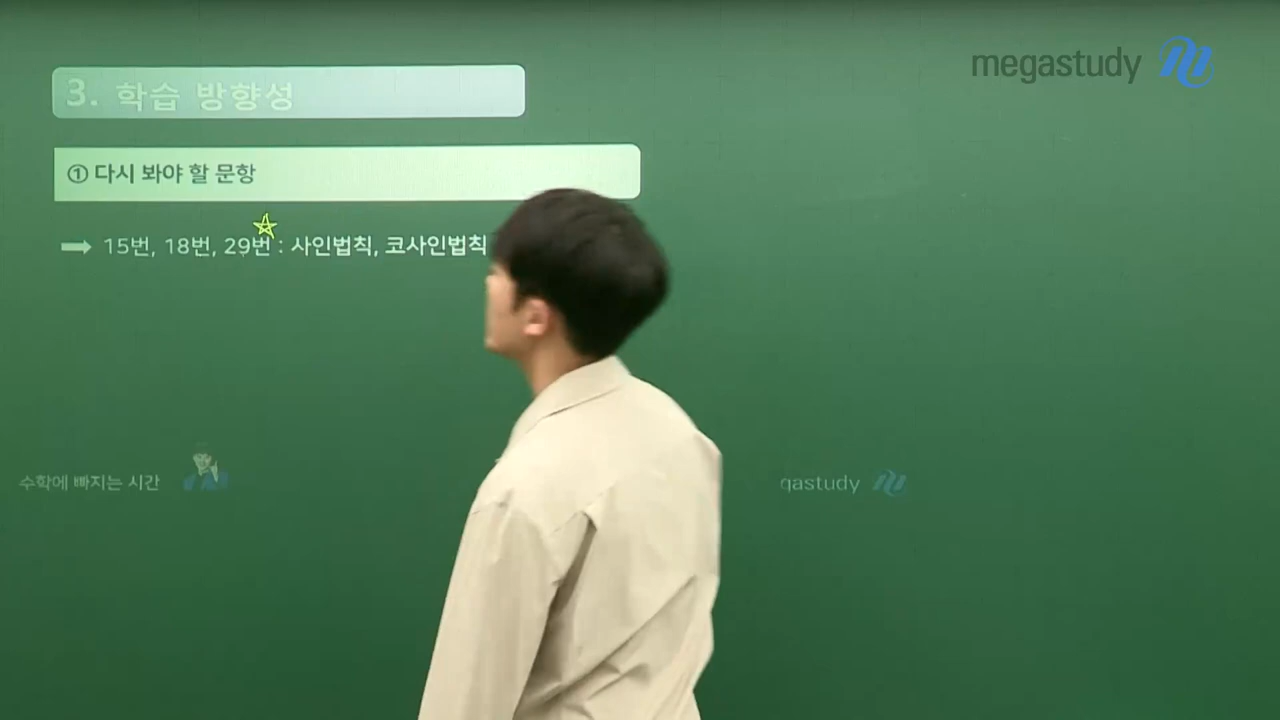 megastudy
3. 학습 방향성
① 다시 봐야 할 문항
15번, 18번, 29번 : 사인법칙, 코사인법칙
수학에 빠지는 시간
qastudy